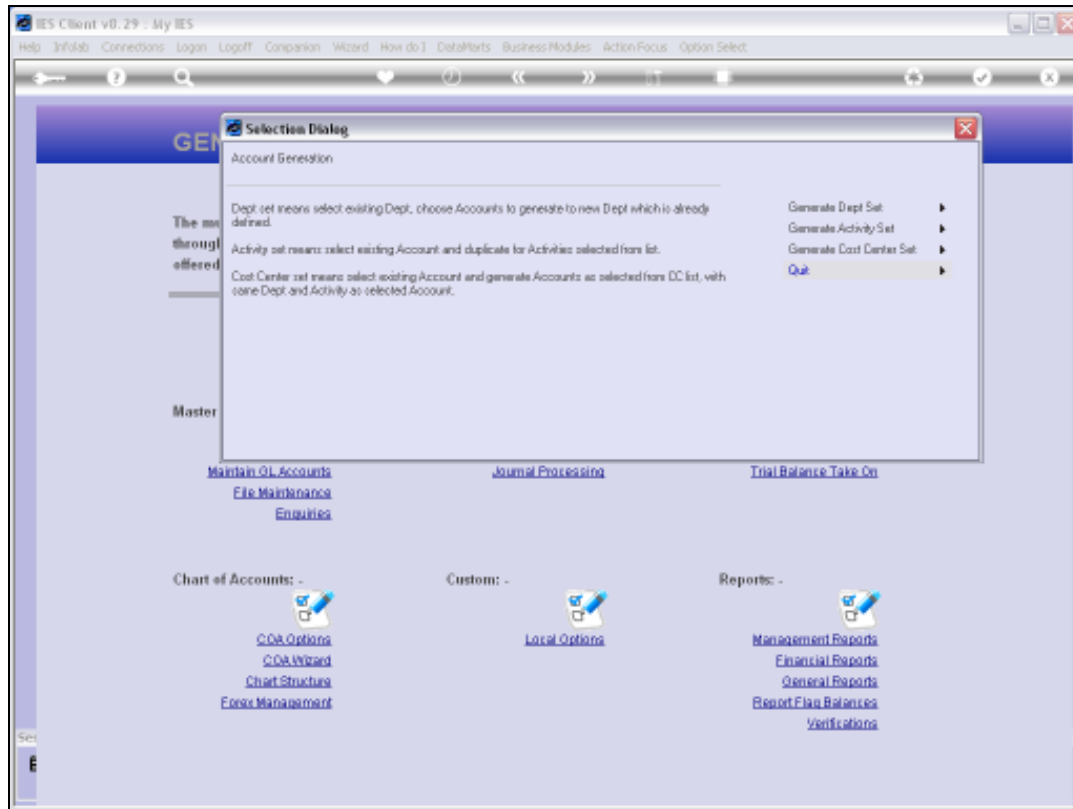 IES Client v0.29 : My IES
Help Infolab Connections Logon Logoff Companion Wizard How do I DataMarts Business Modules Action Focus Option Select
Selection Dialog
GEN
Account Generation
Dept set means select existing Dept, choose Accounts to generate to new Dept which is already
defined.
Activity set means select existing Account and duplicate for Activities selected from list.
Cost Center set means select existing Account and generate Accounts as selected from CC list, with
same Dept and Activity as selected Account.
Generate Dept Set
Generate Activity Set
Generate Cost Center Set
Quit
The
through
offered
Master
Maintain GL Accounts
File Maintenance
Enquiries
Journal Processing
Trial Balance Take On
Chart of Accounts: -
Custom: -
Reports: -
COA Options
COA Wizard
Chart Structure
Forex Management
Local Options
Management Reports
Financial Reports
General Reports
Report Flag Balances
Verifications